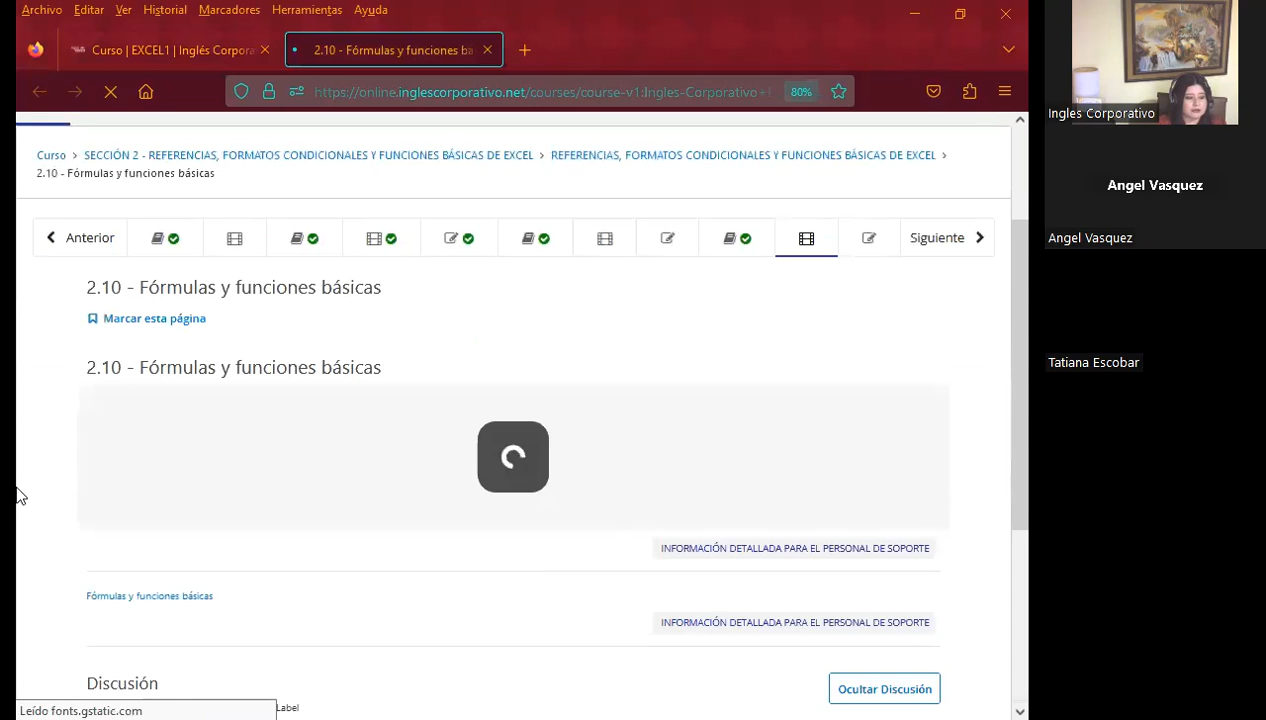 Archivo Editar Ver Historial Marcadores Herramientas Ayuda
Curso | EXCEL1 | Inglés Corpora
2.10 - Fórmulas y funciones ba
https://online.inglescorporativo.net/courses/course-v1:Ingles-Corporativo+
80%
Curso > SECCIÓN 2 - REFERENCIAS, FORMATOS CONDICIONALES Y FUNCIONES BÁSICAS DE EXCEL > REFERENCIAS, FORMATOS CONDICIONALES Y FUNCIONES BÁSICAS DE EXCEL >
2.10 - Fórmulas y funciones básicas
Anterior
Siguiente
2.10 - Fórmulas y funciones básicas
Marcar esta página
2.10 - Fórmulas y funciones básicas
INFORMACIÓN DETALLADA PARA EL PERSONAL DE SOPORTE
Fórmulas y funciones básicas
INFORMACIÓN DETALLADA PARA EL PERSONAL DE SOPORTE
Discusión
Ocultar Discusión
Label
Leído fonts.gstatic.com
Ingles Corporativo
Angel Vasquez
Angel Vasquez
Tatiana Escobar